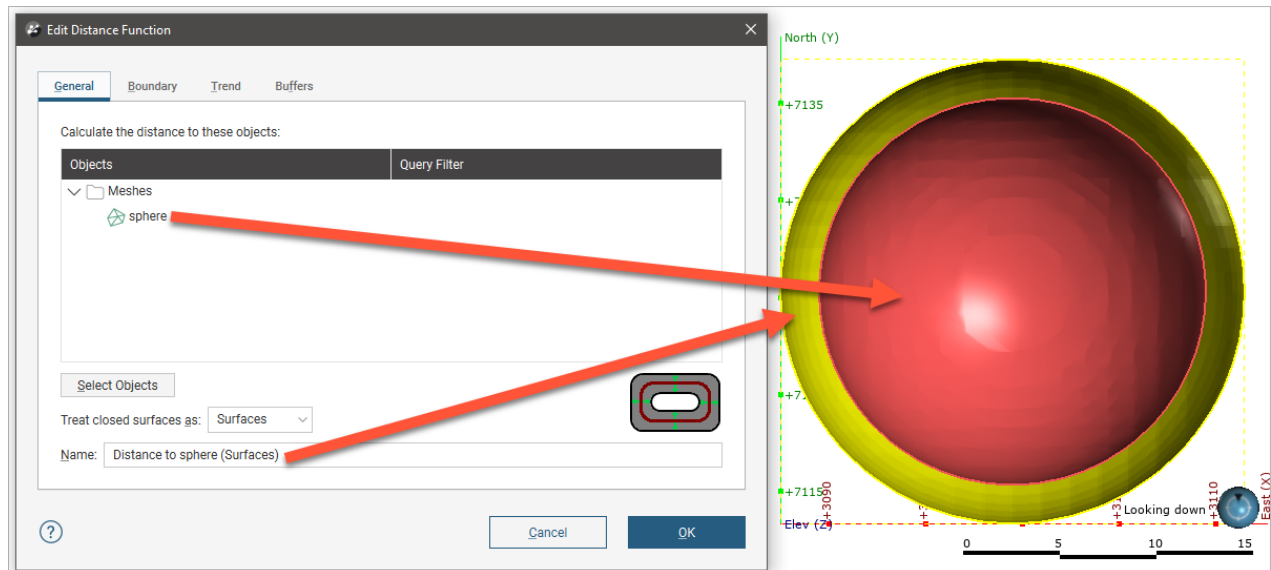 Edit Distance Function
General Boundary Trend Buffers
Calculate the distance to these objects:
Objects Query Filter
Meshes
sphere
Select Objects
Treat closed surfaces as: Surfaces
Name: Distance to sphere (Surfaces)
? Cancel OK
North (Y)
+7135
+7115
Elev (Z)
+3090
+3110
East (X)
Looking down
0 5 10 15